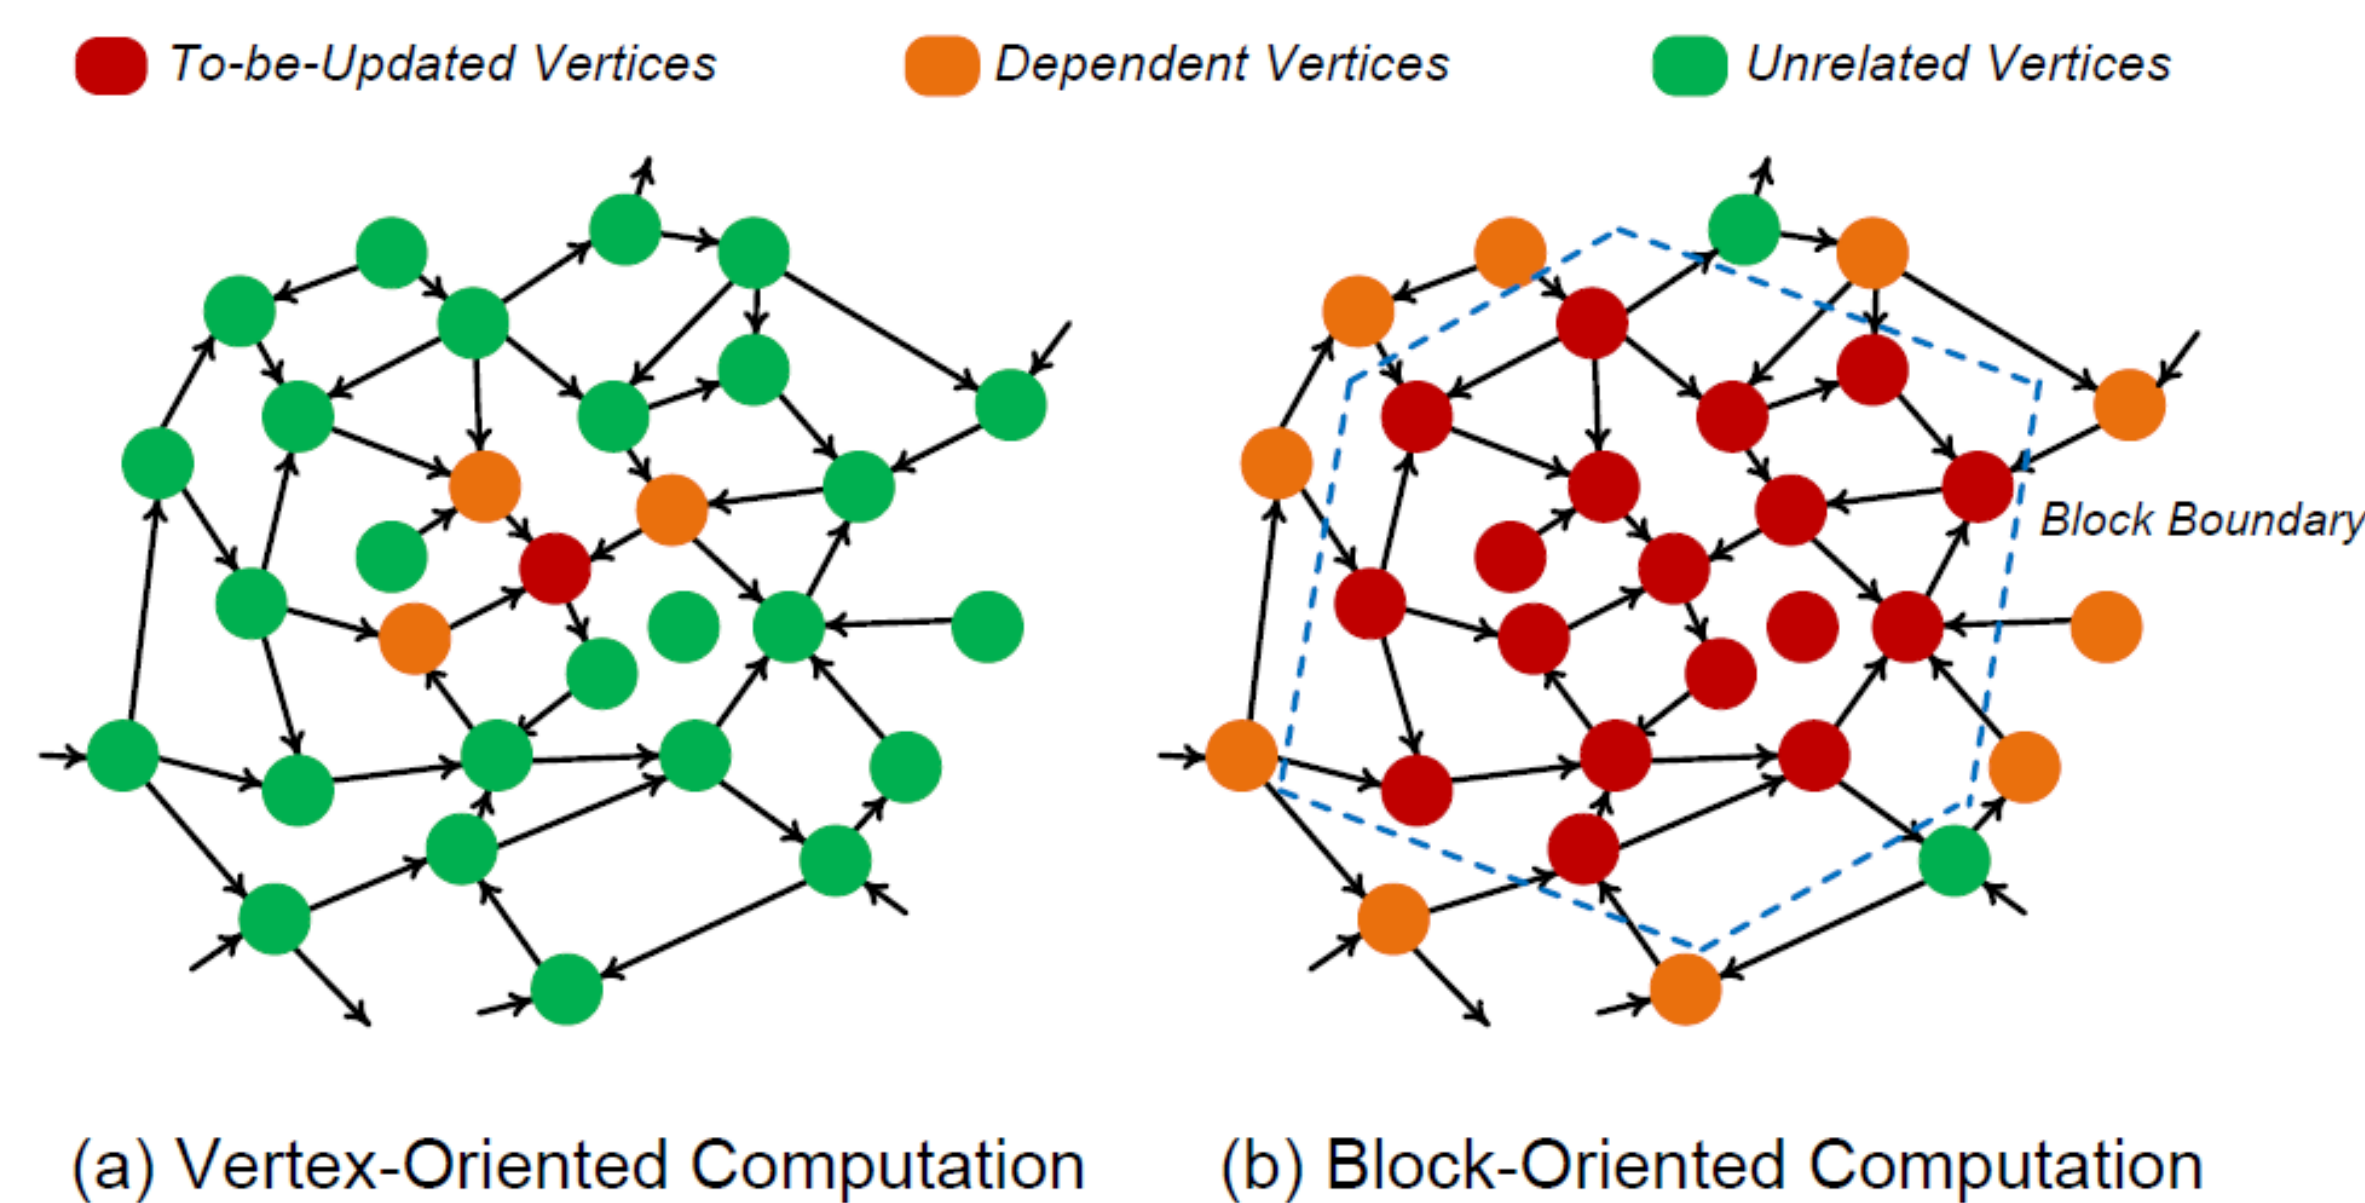 To-be-Updated Vertices
Dependent Vertices
Unrelated Vertices
Block Boundary
(a) Vertex-Oriented Computation
(b) Block-Oriented Computation